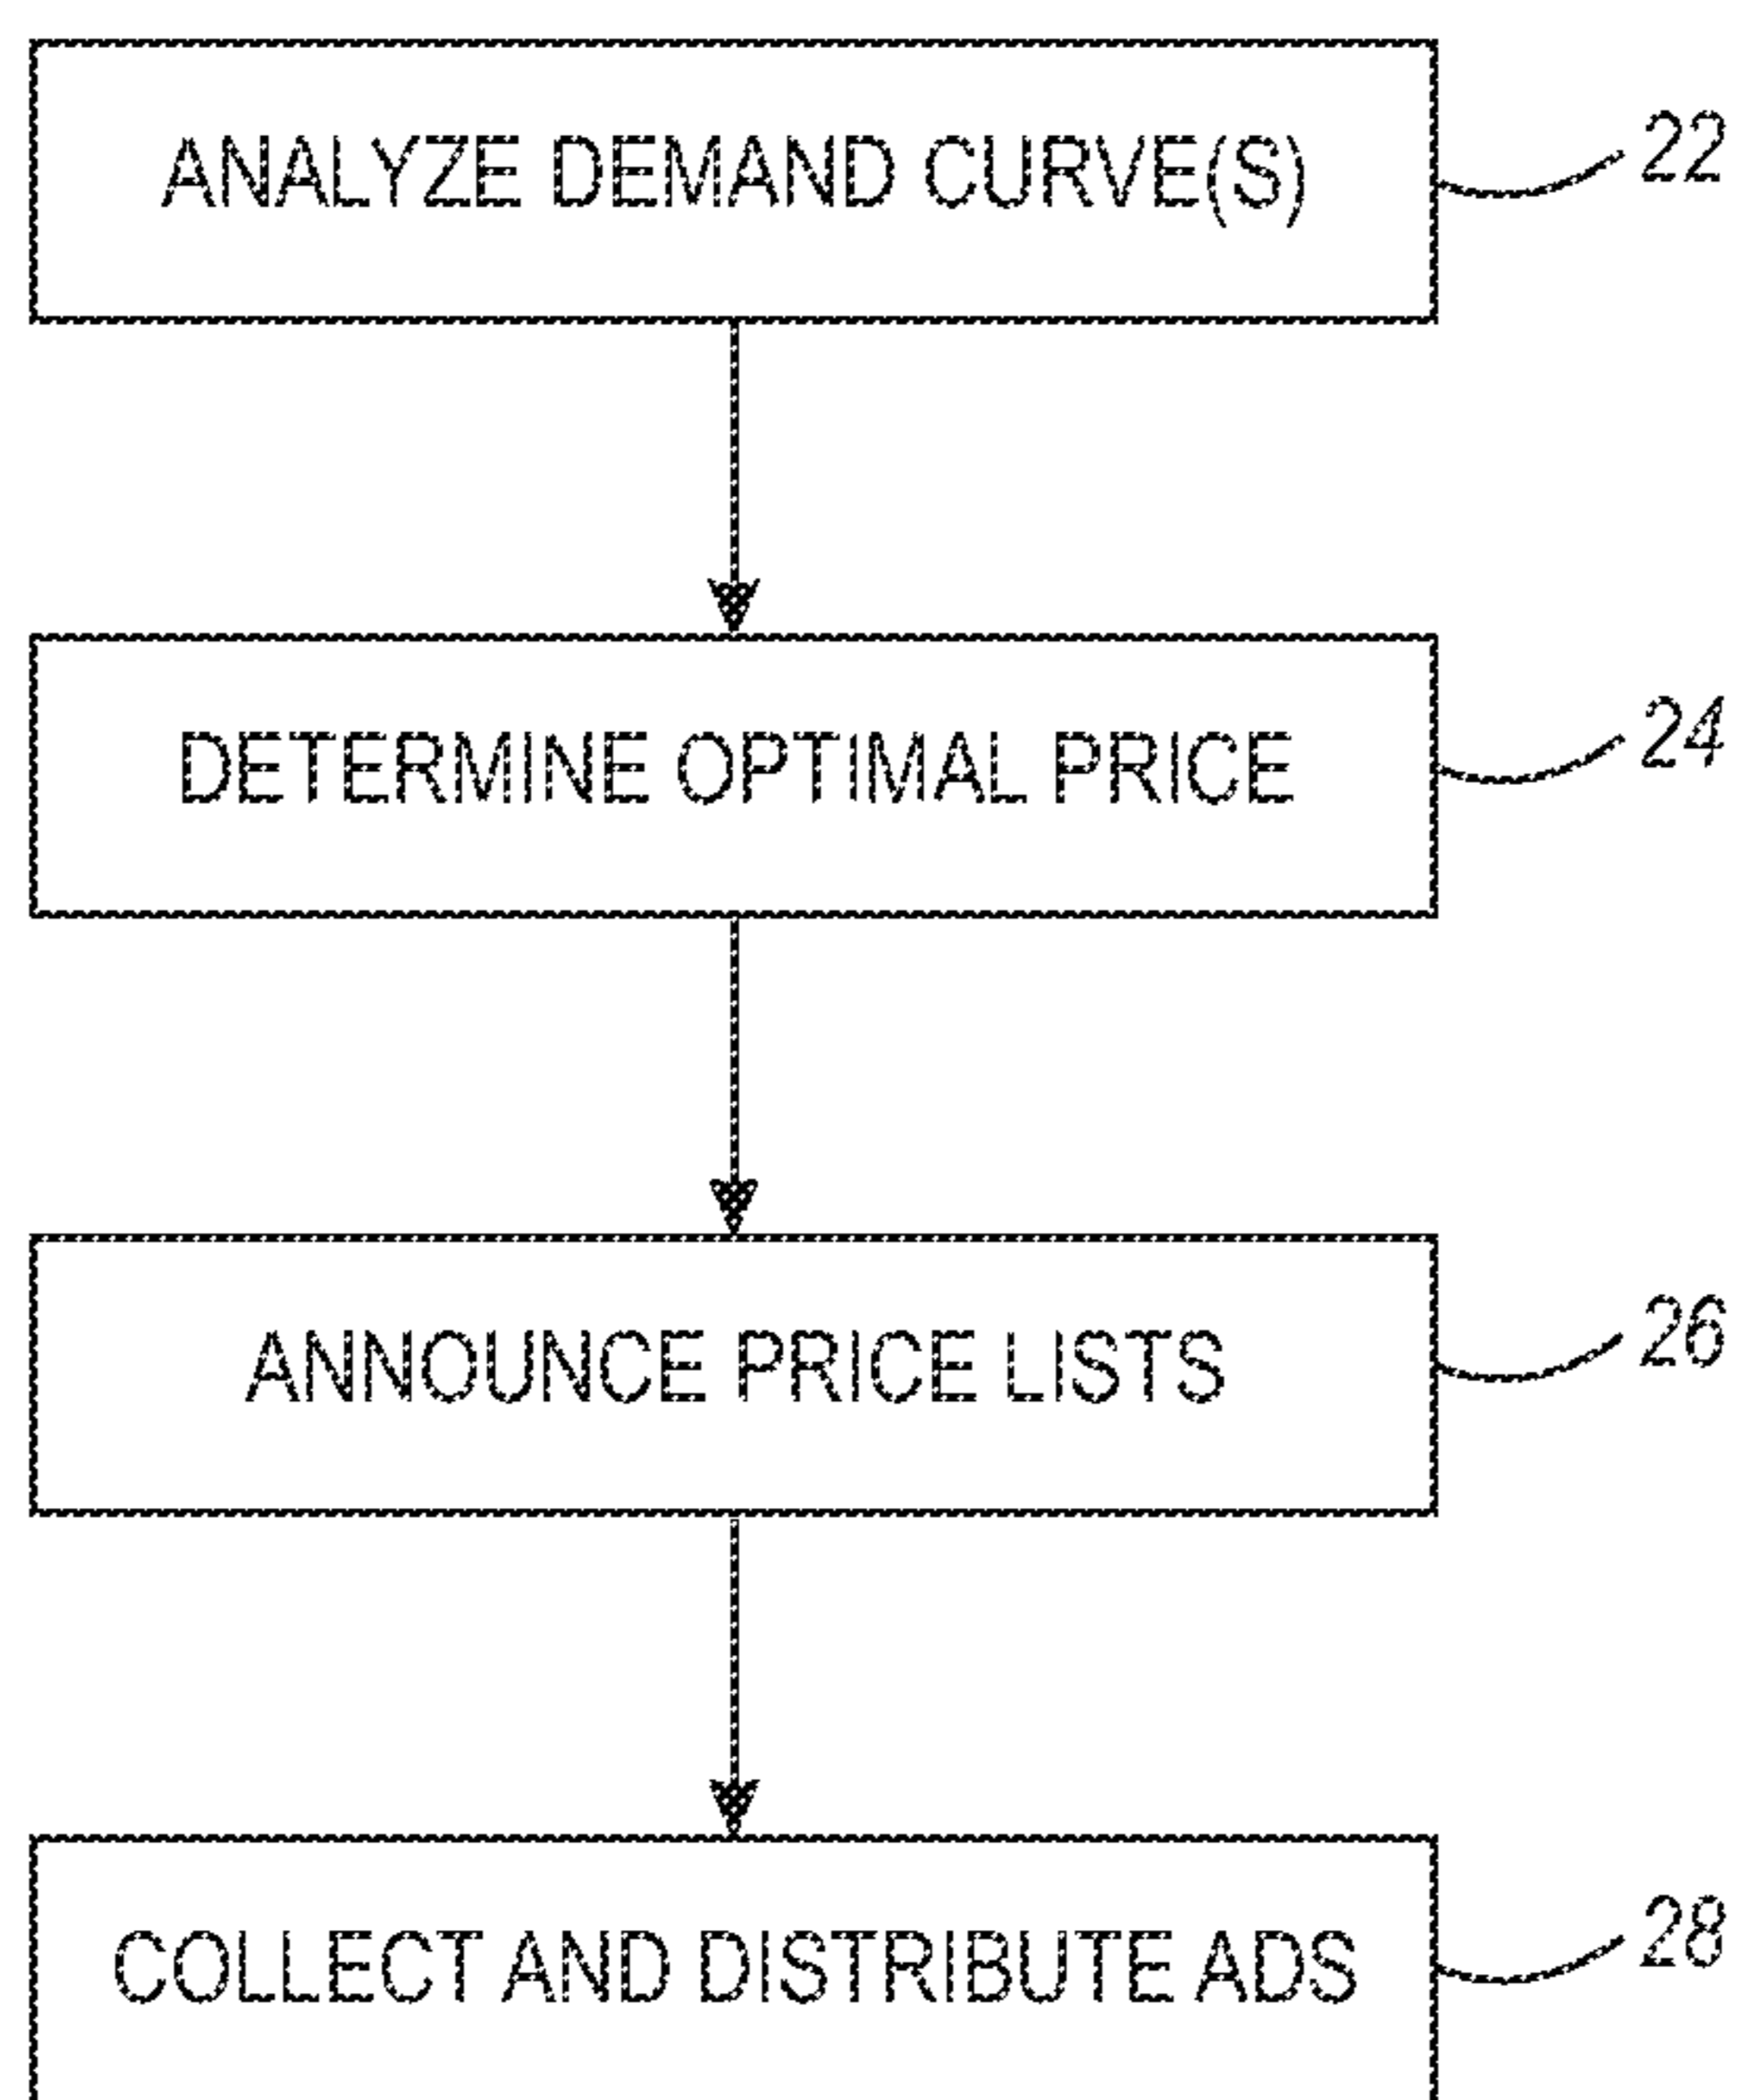 ANALYZE DEMAND CURVE(S)
22
DETERMINE OPTIMAL PRICE
24
ANNOUNCE PRICE LISTS
26
COLLECT AND DISTRIBUTE ADS
28